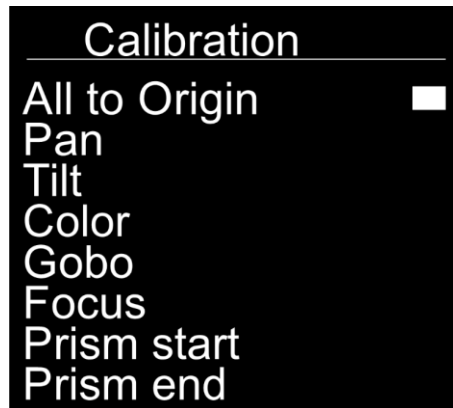 Calibration
All to Origin
Pan
Tilt
Color
Gobo
Focus
Prism start
Prism end